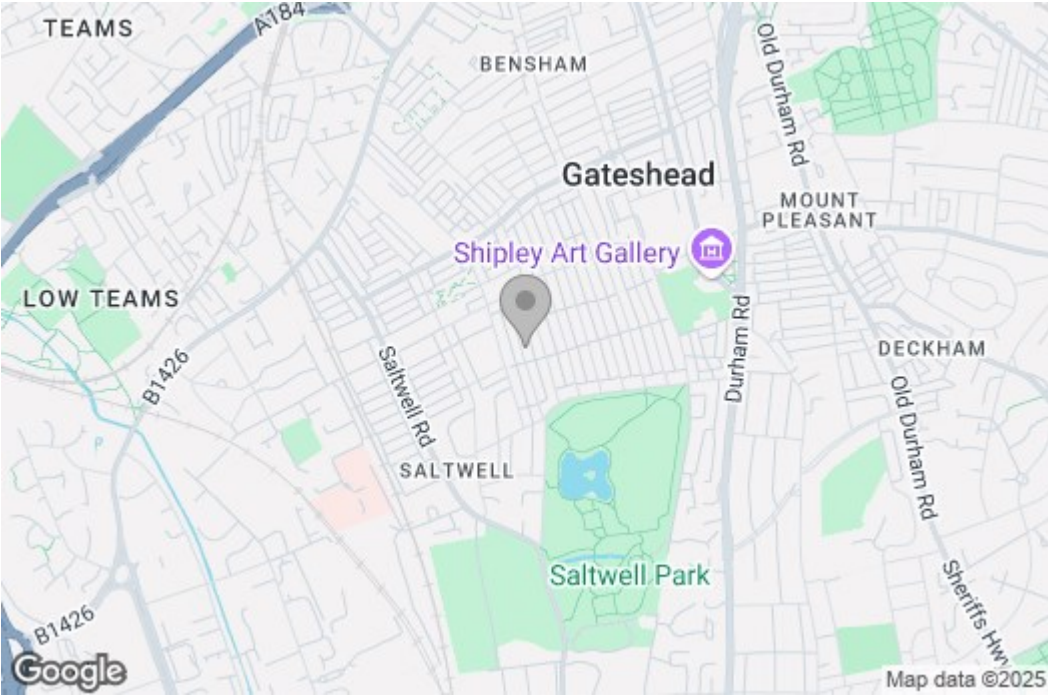 TEAMS
A184
BENSHAM
Old Durham Rd
Gateshead
MOUNT
PLEASANT
Shipley Art Gallery
LOW TEAMS
Durham Rd
DECKHAM
B1426
Saltwell Rd
Old Durham Rd
SALTWELL
Saltwell Park
Sheriffs Hwy
B1426
Google
Map data ©2025